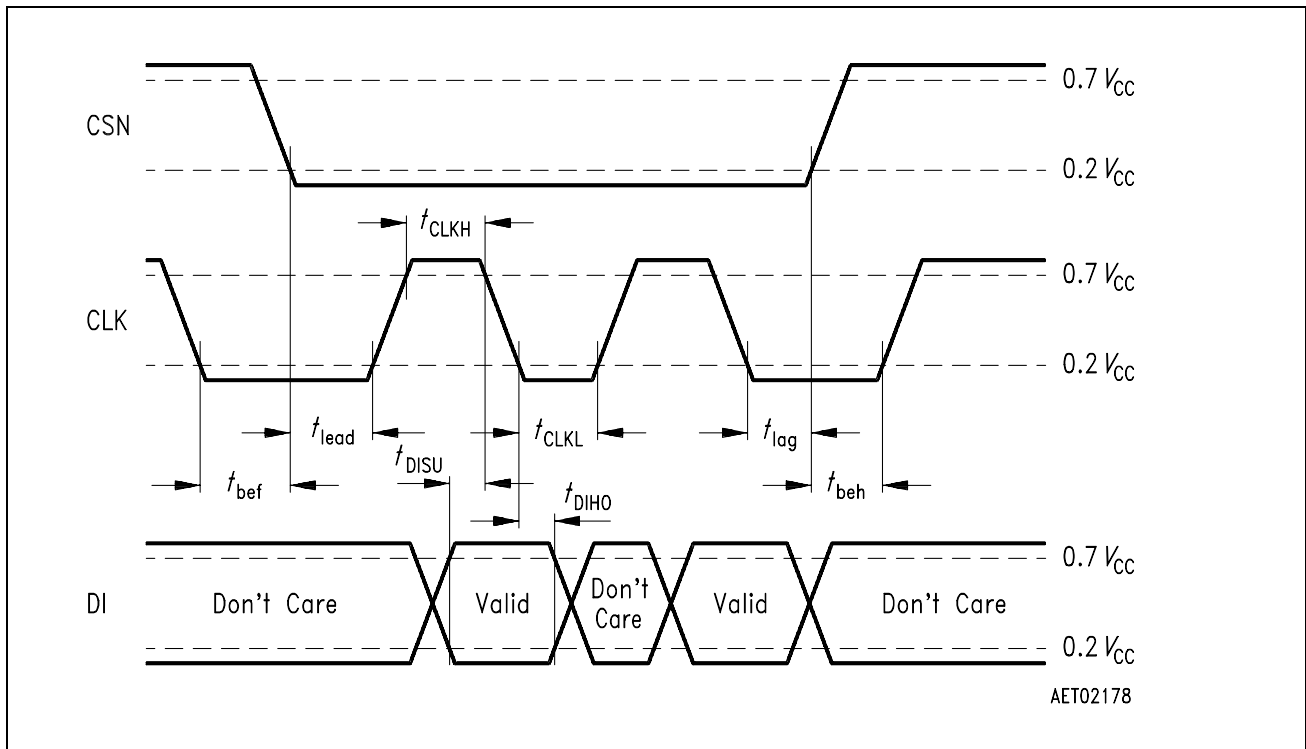 0.7 VCC
CSN
0.2 VCC
tCLKH
0.7 VCC
CLK
0.2 VCC
tlead
tCLKL
tlag
tDISU
tbef
tDIHO
tbeh
0.7 VCC
DI
Don't Care
Valid
Don't
Care
Valid
Don't Care
0.2 VCC
AET02178